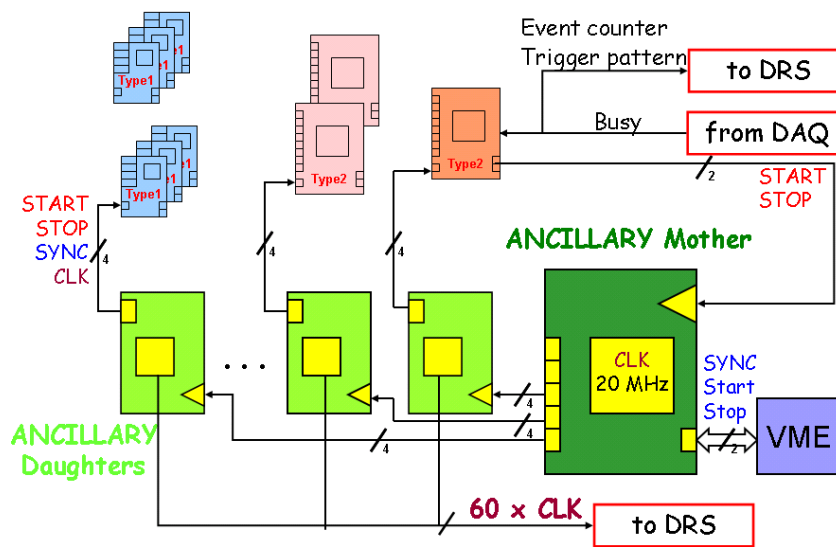 Event counter
Trigger pattern
to DRS
Type1
Type1
Busy
from DAQ
Type1
Type1
Type2
Type2
2
START
STOP
START
STOP
SYNC
CLK
4
4
4
ANCILLARY Mother
CLK
20 MHz
SYNC
Start
Stop
VME
2
. . .
4
4
4
ANCILLARY
Daughters
60 x CLK
to DRS